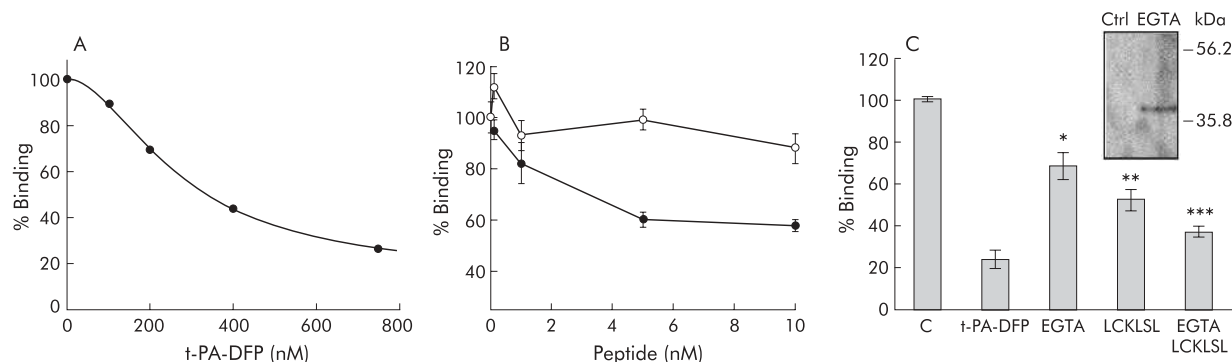 A
% Binding
100
80
60
40
20
0
0 200 400 600 800
t-PA-DFP (nM)
B
% Binding
120
100
80
60
40
0 2 4 6 8 10
Peptide (nM)
C
Ctrl EGTA kDa
56.2
35.8
% Binding
120
100
80
60
40
20
0
*
**
***
C t-PA-DFP EGTA LCKLSL EGTA
LCKLSL